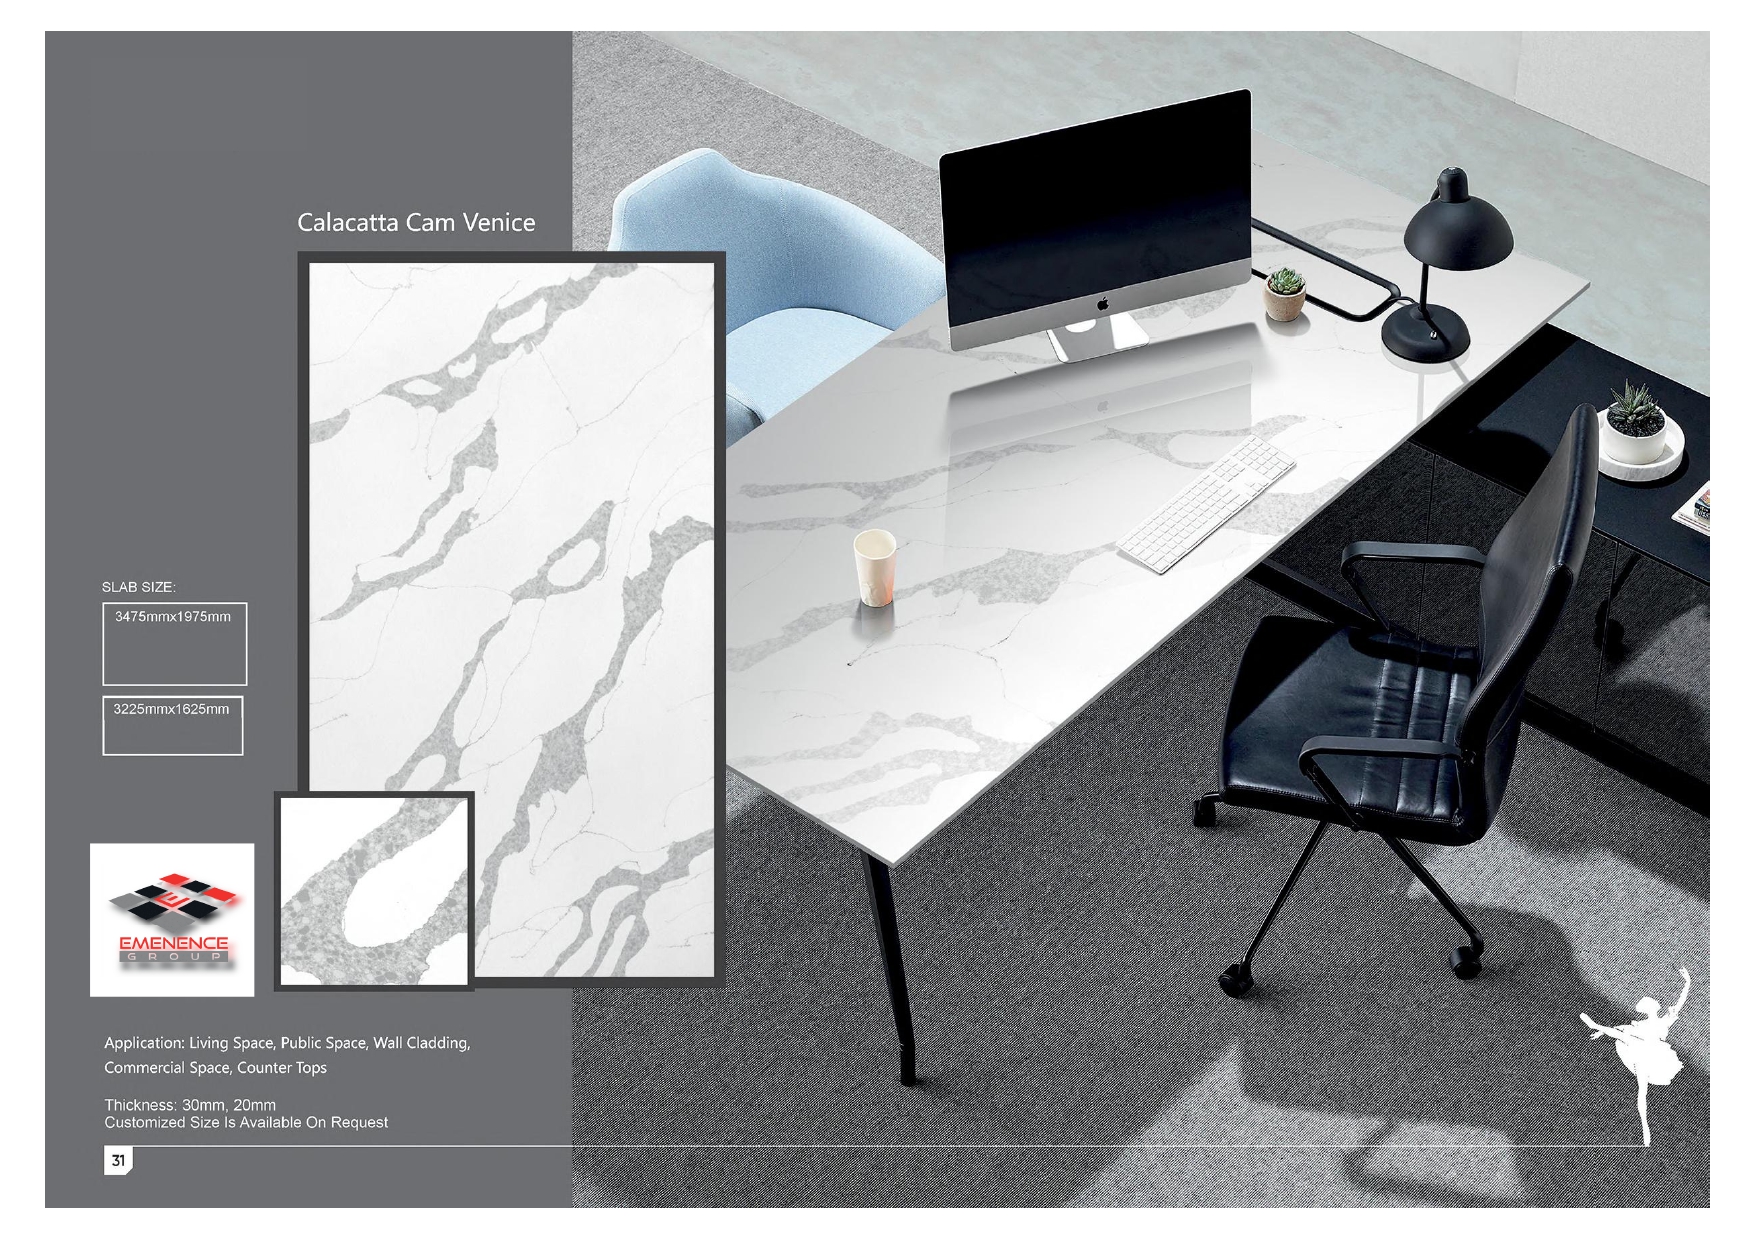 Calacatta Cam Venice
SLAB SIZE:
3475mmx1975mm
3225mmx1625mm
E
EMENENCE
GROUP
Application: Living Space, Public Space, Wall Cladding,
Commercial Space, Counter Tops
Thickness: 30mm, 20mm
Customized Size Is Available On Request
31